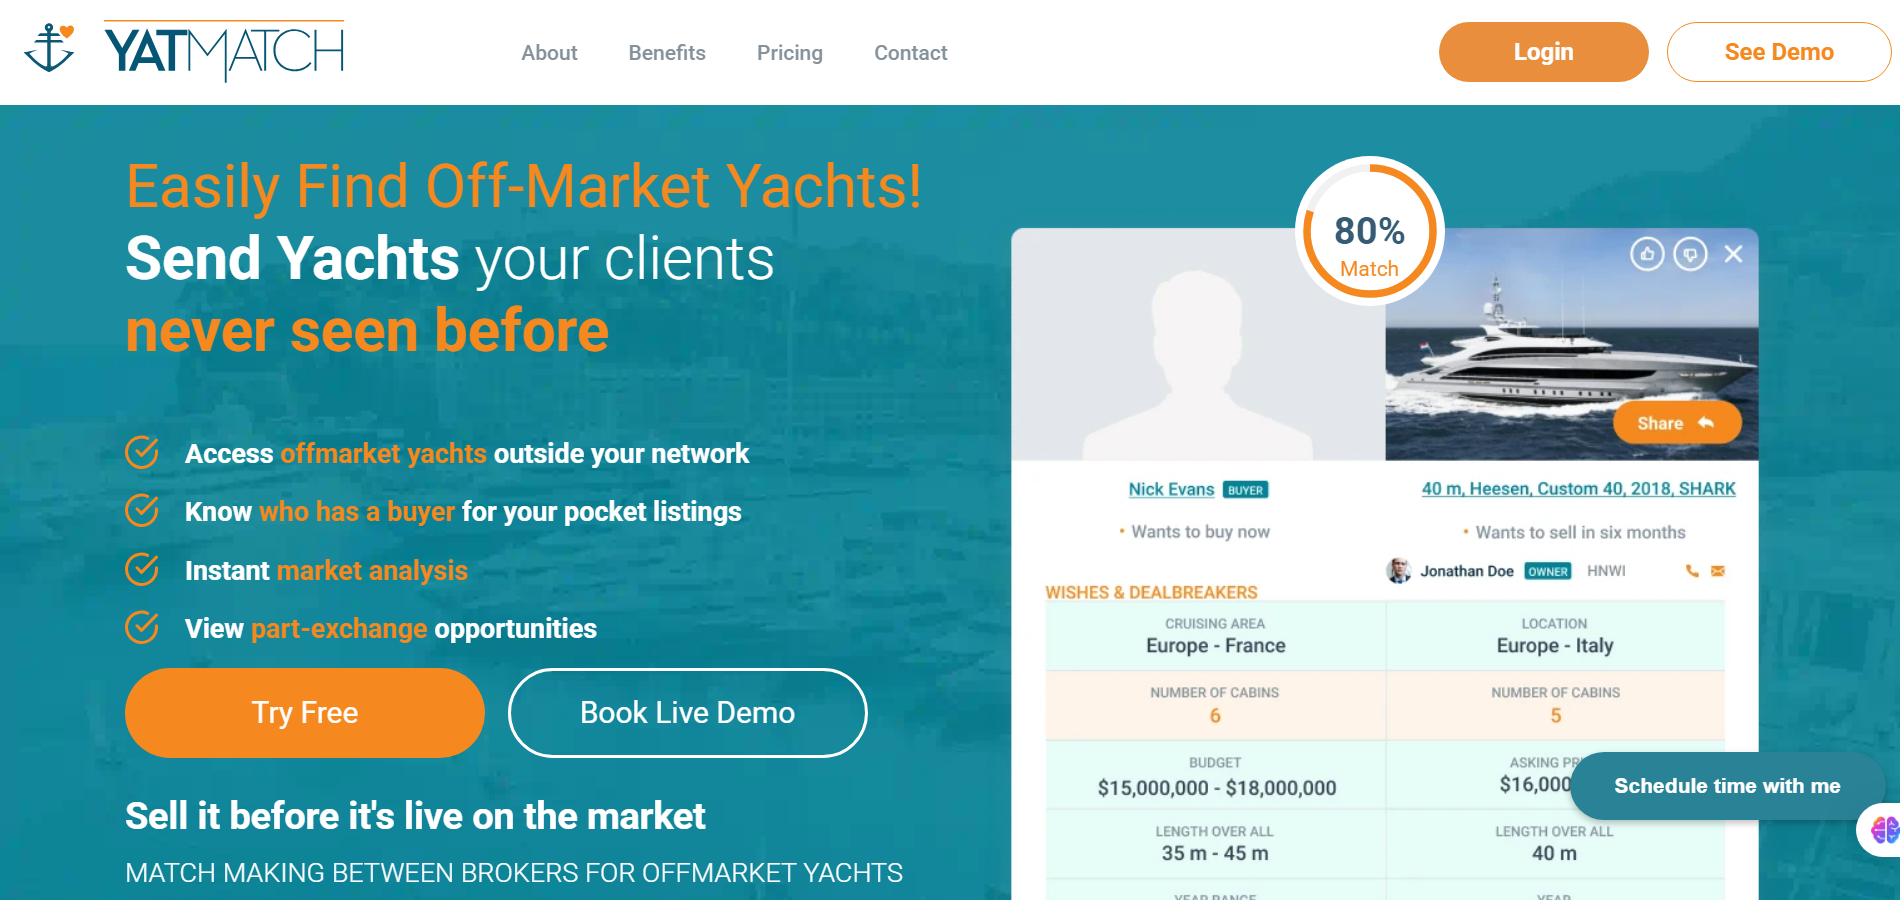 YATMATCH
About
Benefits
Pricing
Contact
Login
See Demo
Easily Find Off-Market Yachts!
Send Yachts your clients
never seen before
Access offmarket yachts outside your network
Know who has a buyer for your pocket listings
Instant market analysis
View part-exchange opportunities
Try Free
Book Live Demo
Sell it before it's live on the market
MATCH MAKING BETWEEN BROKERS FOR OFFMARKET YACHTS
80%
Match
Share
Nick Evans BUYER
• Wants to buy now
40 m, Heesen, Custom 40, 2018, SHARK
• Wants to sell in six months
Jonathan Doe OWNER HNWI
WISHES & DEALBREAKERS
CRUISING AREA
Europe - France
LOCATION
Europe - Italy
NUMBER OF CABINS
6
NUMBER OF CABINS
5
BUDGET
$15,000,000 - $18,000,000
ASKING
$16,000
Schedule time with me
LENGTH OVER ALL
35 m - 45 m
LENGTH OVER ALL
40 m
YEAR RANGE
YEAR